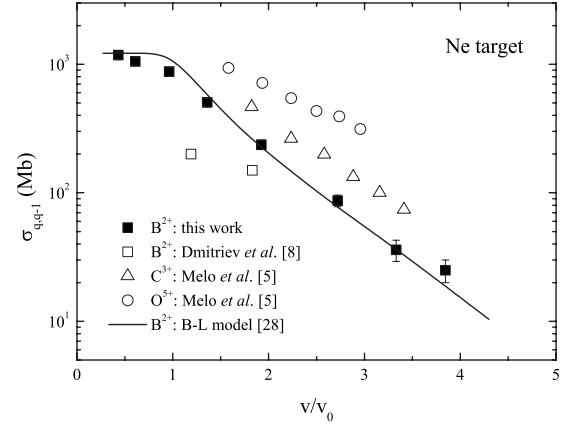 Ne target
10³
10²
10¹
σq,q-1 (Mb)
B²⁺: this work
B²⁺: Dmitriev et al. [8]
C³⁺: Melo et al. [5]
O⁵⁺: Melo et al. [5]
B²⁺: B-L model [28]
0 1 2 3 4 5
v/v₀